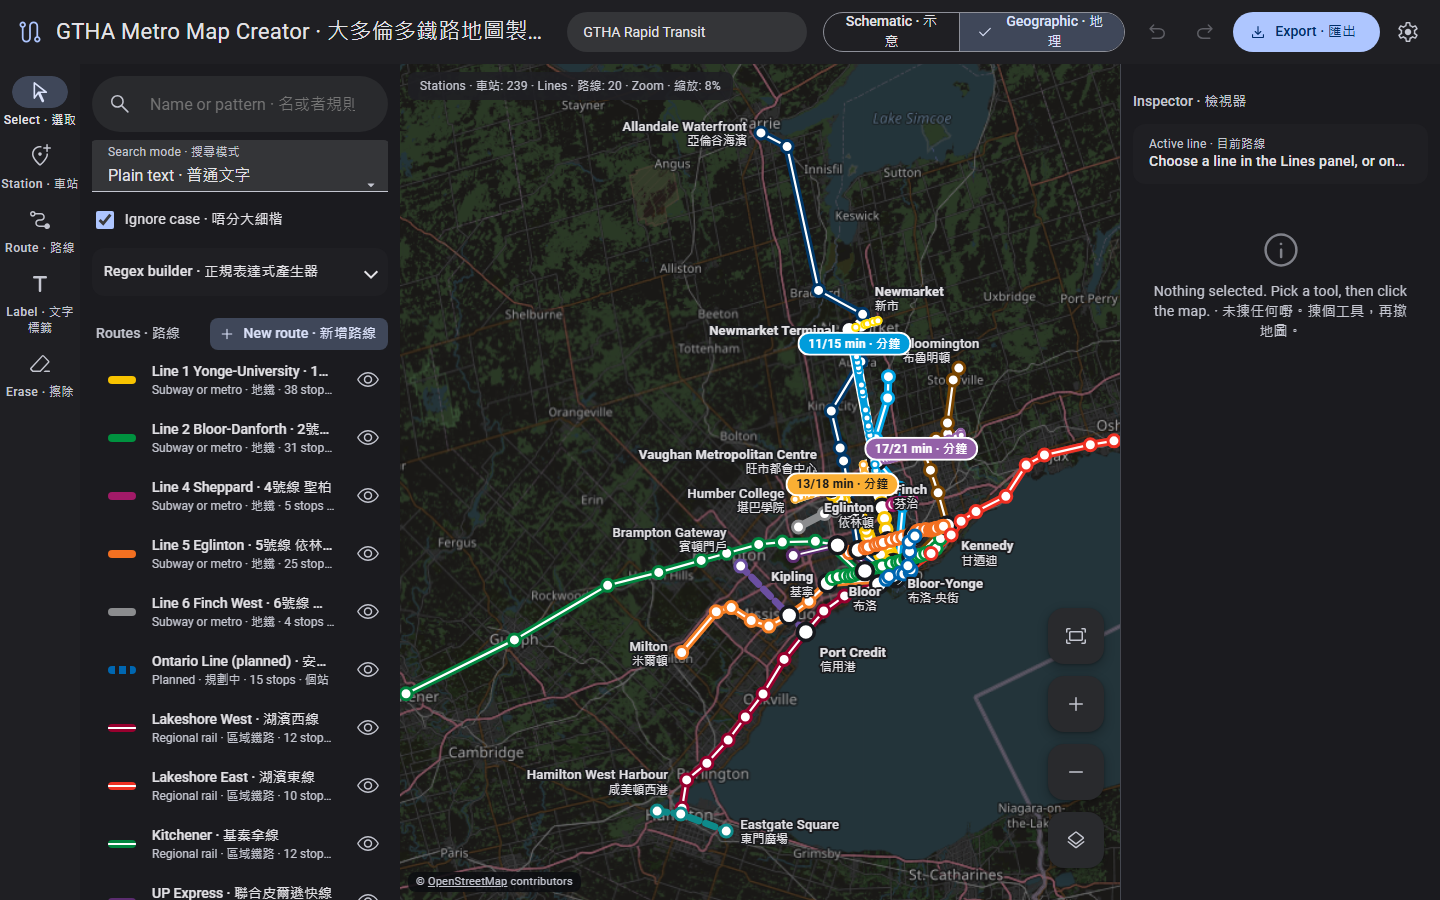 GTHA Metro Map Creator · 大多倫多鐵路地圖製…
GTHA Rapid Transit
Schematic · 示意
Geographic · 地理
Export · 匯出
Select · 選取
Station · 車站
Route · 路線
Label · 文字標籤
Erase · 擦除
Name or pattern · 名或者規則
Search mode · 搜尋模式
Plain text · 普通文字
Ignore case · 唔分大細楷
Regex builder · 正規表達式產生器
Routes · 路線
New route · 新增路線
Line 1 Yonge-University · 1…
Subway or metro · 地鐵 · 38 stop…
Line 2 Bloor-Danforth · 2號…
Subway or metro · 地鐵 · 31 stop…
Line 4 Sheppard · 4號線 聖柏
Subway or metro · 地鐵 · 5 stops …
Line 5 Eglinton · 5號線 依林…
Subway or metro · 地鐵 · 25 stop…
Line 6 Finch West · 6號線 …
Subway or metro · 地鐵 · 4 stops …
Ontario Line (planned) · 安…
Planned · 規劃中 · 15 stops · 個站
Lakeshore West · 湖濱西線
Regional rail · 區域鐵路 · 12 stop…
Lakeshore East · 湖濱東線
Regional rail · 區域鐵路 · 10 stop…
Kitchener · 基奏拿線
Regional rail · 區域鐵路 · 12 stop…
UP Express · 聯合皮爾遜快線
Stations · 車站: 239 · Lines · 路線: 20 · Zoom · 縮放: 8%
Stayner
Barrie
Lake Simcoe
Allandale Waterfront
亞倫谷海濱
Angus
Innisfil
Sutton
Keswick
Alliston
Newmarket
新市
Uxbridge
Port Perry
Shelburne
Beeton
Newmarket Terminal
11/15 min · 分鐘
Tottenham
Bloomington
布魯明頓
Aurora
Stouffville
King City
Orangeville
Bolton
17/21 min · 分鐘
Vaughan Metropolitan Centre
旺市都會中心
13/18 min · 分鐘
Humber College
堪巴學院
Finch
芬治
Erin
Eglinton
依林頓
Brampton Gateway
賓頓門戶
Fergus
Kennedy
甘迺迪
Kipling
基寧
Bloor-Yonge
布洛-央街
Bloor
布洛
Rockwood
Guelph
Milton
米爾頓
Port Credit
信用港
Oakville
Cambridge
Hamilton West Harbour
咸美頓西港
Burlington
Hamilton
Eastgate Square
東門廣場
Niagara-on-
the-Lake
Paris
Grimsby
St. Catharines
© OpenStreetMap contributors
Inspector · 檢視器
Active line · 目前路線
Choose a line in the Lines panel, or on…
Nothing selected. Pick a tool, then click
the map. · 未揀任何嘢。揀個工具，再撳
地圖。